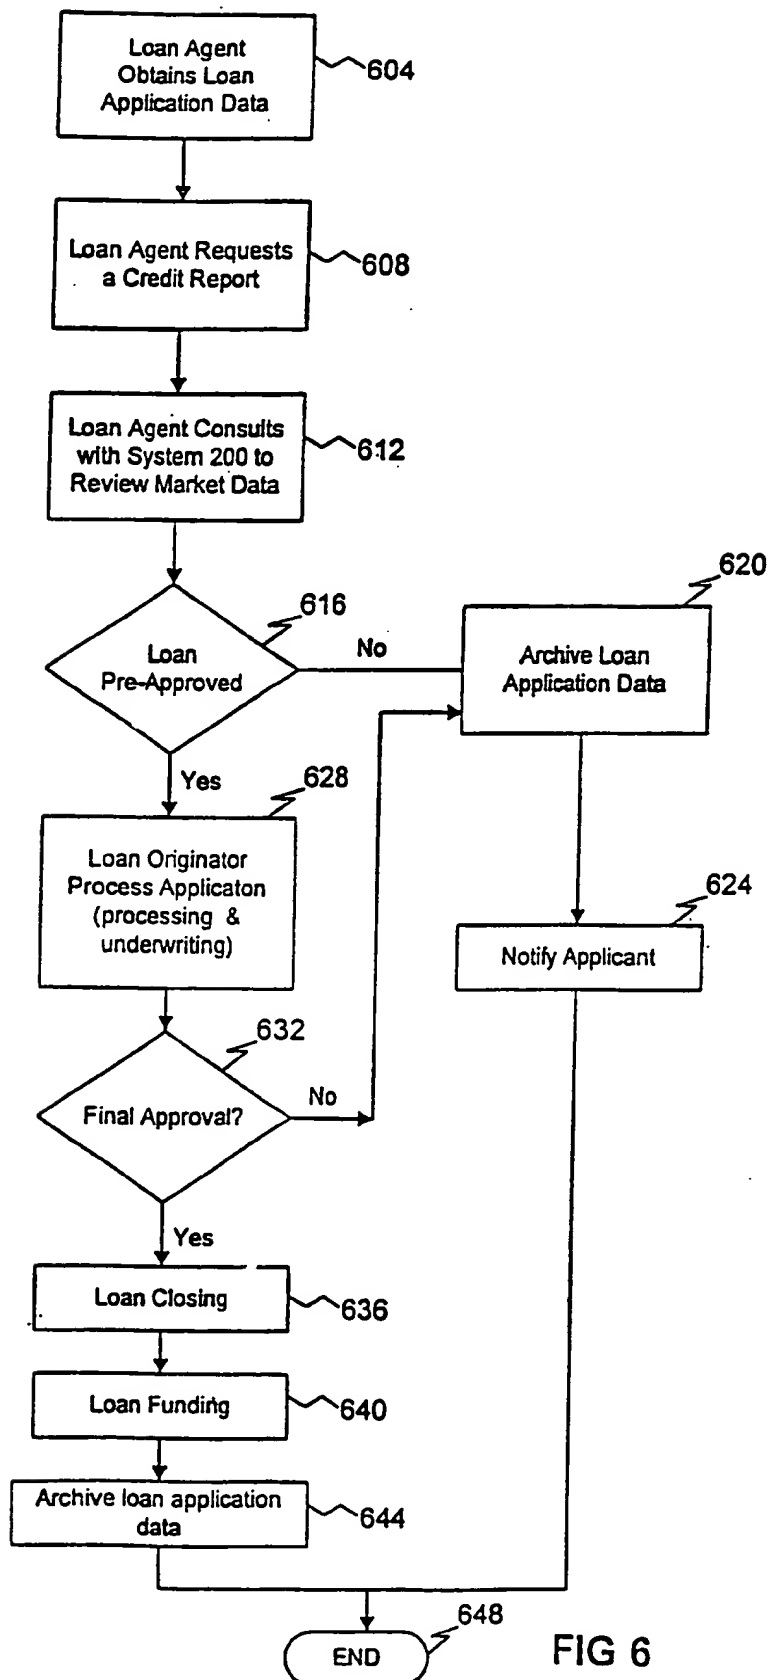 Loan Agent
Obtains Loan
Application Data
604
Loan Agent Requests
a Credit Report
608
Loan Agent Consults
with System 200 to
Review Market Data
612
620
616
Loan
Pre-Approved
No
Archive Loan
Application Data
Yes
628
Loan Originator
Process Applicaton
(processing &
underwriting)
624
Notify Applicant
632
Final Approval?
No
Yes
Loan Closing
636
Loan Funding
640
Archive loan application
data
644
648
END
FIG 6